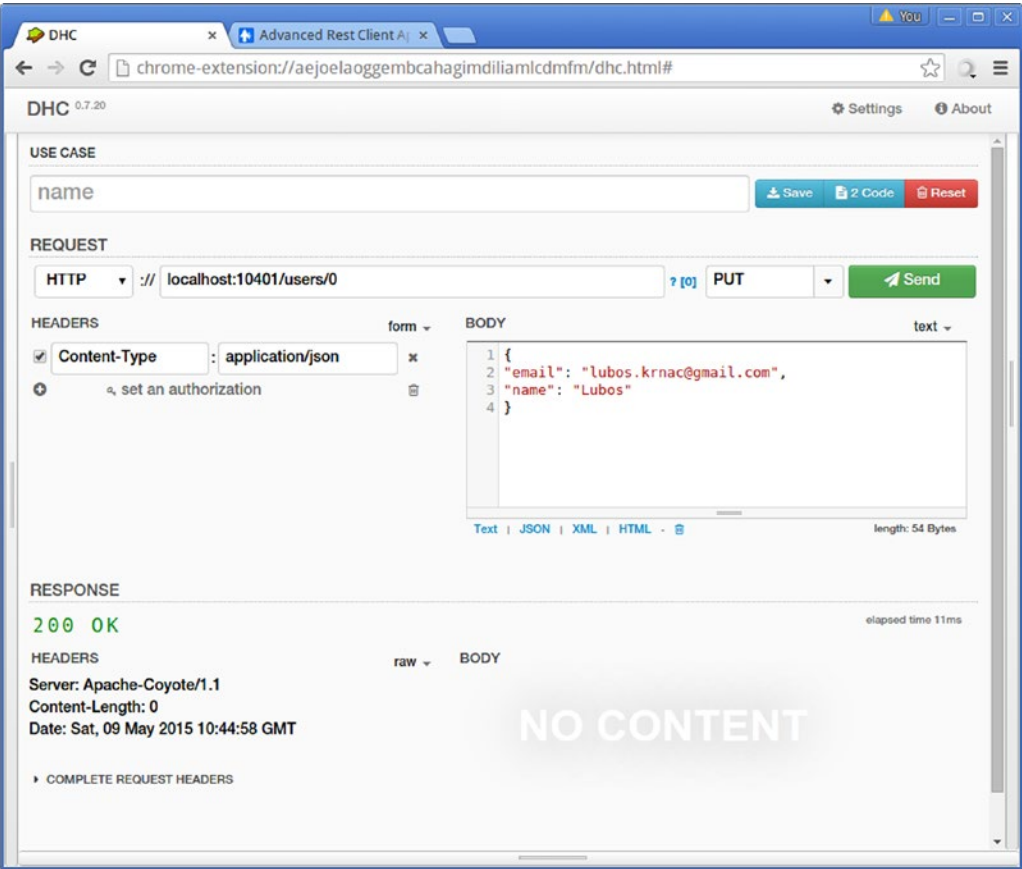 DHC × Advanced Rest Client A × You
chrome-extension://aejoelaoggembcahagimdiliamlcdmfm/dhc.html#
DHC 0.7.20 Settings About
USE CASE
name Save 2 Code Reset
REQUEST
HTTP :// localhost:10401/users/0 ? [0] PUT Send
HEADERS form BODY text
Content-Type : application/json
set an authorization
1 {
2 "email": "lubos.krnac@gmail.com",
3 "name": "Lubos"
4 }
Text | JSON | XML | HTML - length: 54 Bytes
RESPONSE
200 OK elapsed time 11ms
HEADERS raw BODY
Server: Apache-Coyote/1.1
Content-Length: 0
Date: Sat, 09 May 2015 10:44:58 GMT
NO CONTENT
COMPLETE REQUEST HEADERS